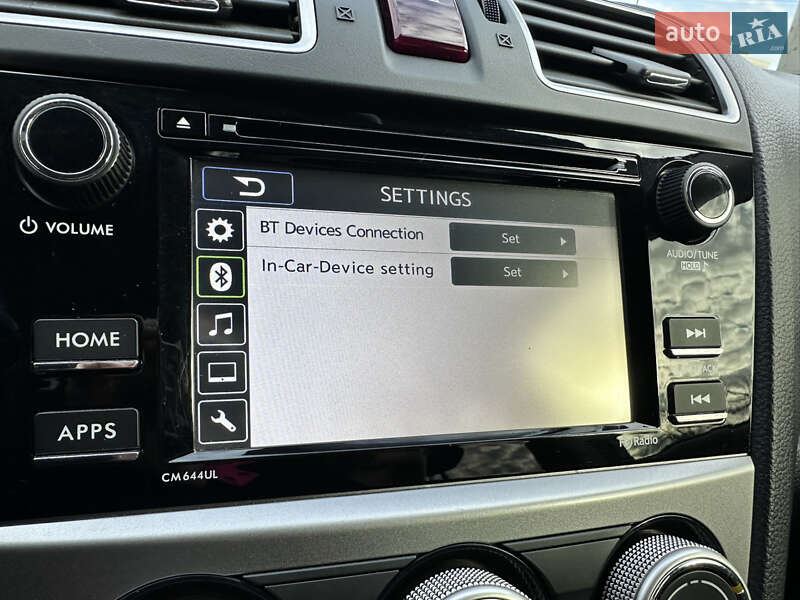 auto RIA
SETTINGS
VOLUME
BT Devices Connection Set
In-Car-Device setting Set
AUDIO/TUNE
HOLD
HOME
APPS
Radio
CM644UL